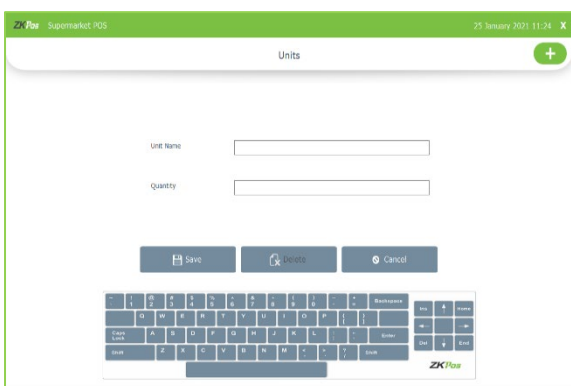 ZKPos Supermarket POS 25 January 2021 11:24 X
Units
+
Unit Name
Quantity
Save Delete Cancel
Backspace
Q W E R T Y U I O P
Caps Lock A S D F G H J K L Enter
Shift Z X C V B N M Shift
Ins Home
Del End
ZKPos